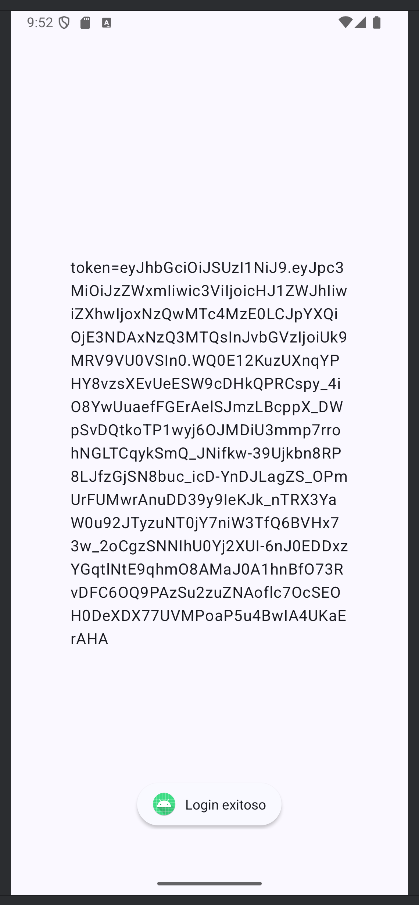 9:52
token=eyJhbGciOiJSUzI1NiJ9.eyJpc3
MiOiJzZWxmIiwic3ViIjoicHJ1ZWJhIiw
iZXhwIjoxNzQwMTc4MzE0LCJpYXQi
OjE3NDAxNzQ3MTQsInJvbGVzIjoiUk9
MRV9VU0VSIn0.WQ0E12KuzUXnqYP
HY8vzsXEvUeESW9cDHkQPRCspy_4i
O8YwUuaefFGErAelSJmzLBcppX_DW
pSvDQtkoTP1wyj6OJMDiU3mmp7rro
hNGLTCqykSmQ_JNifkw-39Ujkbn8RP
8LJfzGjSN8buc_icD-YnDJLagZS_OPm
UrFUMwrAnuDD39y9IeKJk_nTRX3Ya
W0u92JTyzuNT0jY7niW3TfQ6BVHx7
3w_2oCgzSNNIhU0Yj2XUI-6nJ0EDDxz
YGqtlNtE9qhmO8AMaJ0A1hnBfO73R
vDFC6OQ9PAzSu2zuZNAoflc7OcSEO
H0DeXDX77UVMPoaP5u4BwIA4UKaE
rAHA
Login exitoso